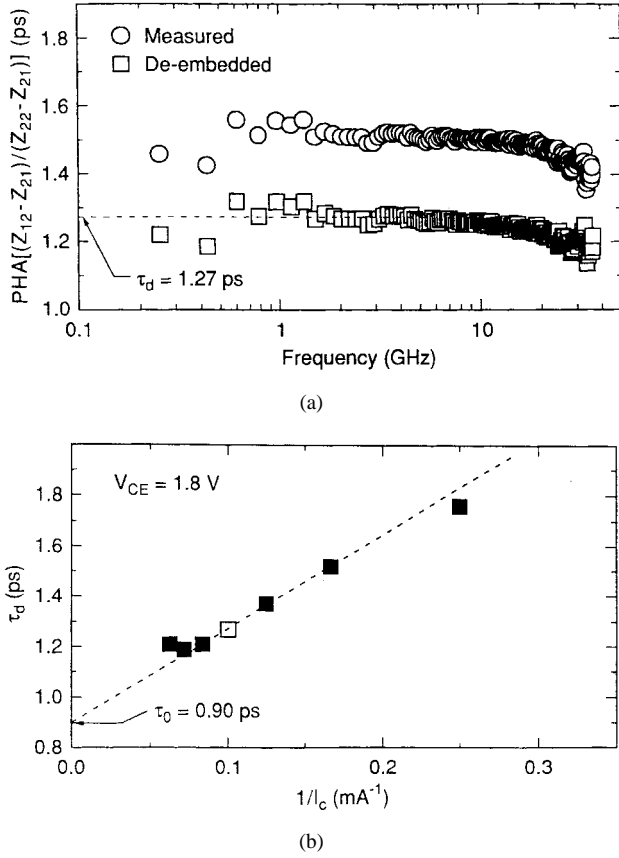 PHA[(Z12-Z21)/(Z22-Z21)] (ps)
1.8
1.6
1.4
1.2
1.0
Measured
De-embedded
τd = 1.27 ps
0.1
1
10
Frequency (GHz)
(a)
τd (ps)
1.8
1.6
1.4
1.2
1.0
0.8
VCE = 1.8 V
τ0 = 0.90 ps
0.0
0.1
0.2
0.3
1/Ic (mA-1)
(b)